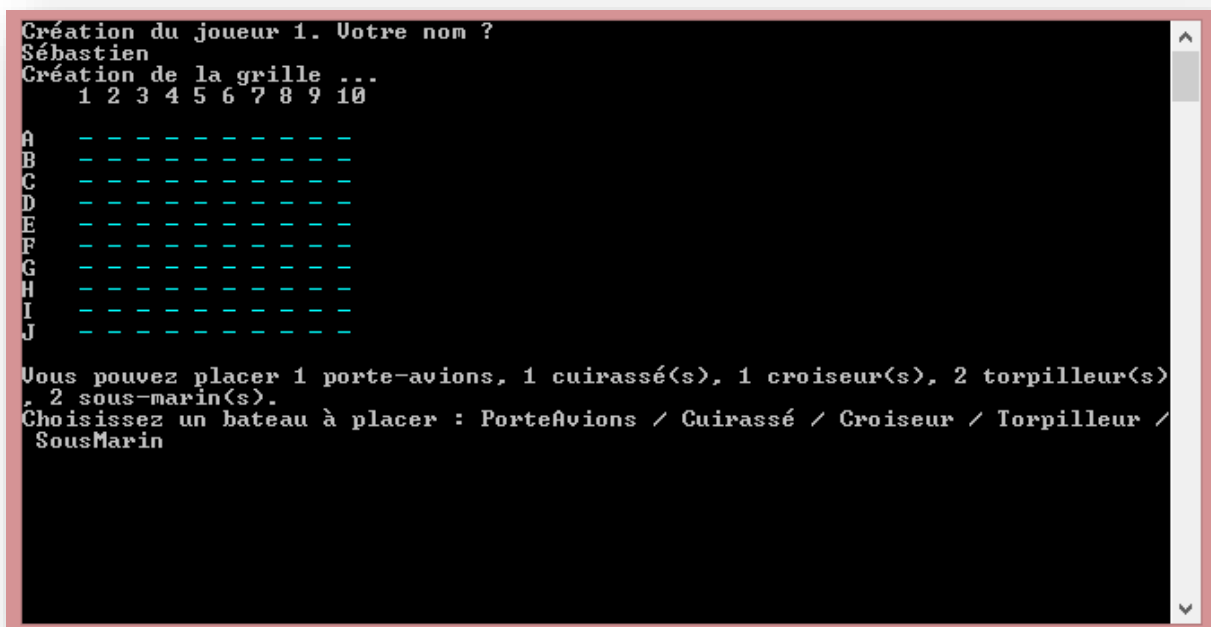 Création du joueur 1. Votre nom ?
Sébastien
Création de la grille ...
1 2 3 4 5 6 7 8 9 10
A - - - - - - - - - -
B - - - - - - - - - -
C - - - - - - - - - -
D - - - - - - - - - -
E - - - - - - - - - -
F - - - - - - - - - -
G - - - - - - - - - -
H - - - - - - - - - -
I - - - - - - - - - -
J - - - - - - - - - -
Vous pouvez placer 1 porte-avions, 1 cuirassé(s), 1 croiseur(s), 2 torpilleur(s)
, 2 sous-marin(s).
Choisissez un bateau à placer : PorteAvions / Cuirassé / Croiseur / Torpilleur /
SousMarin